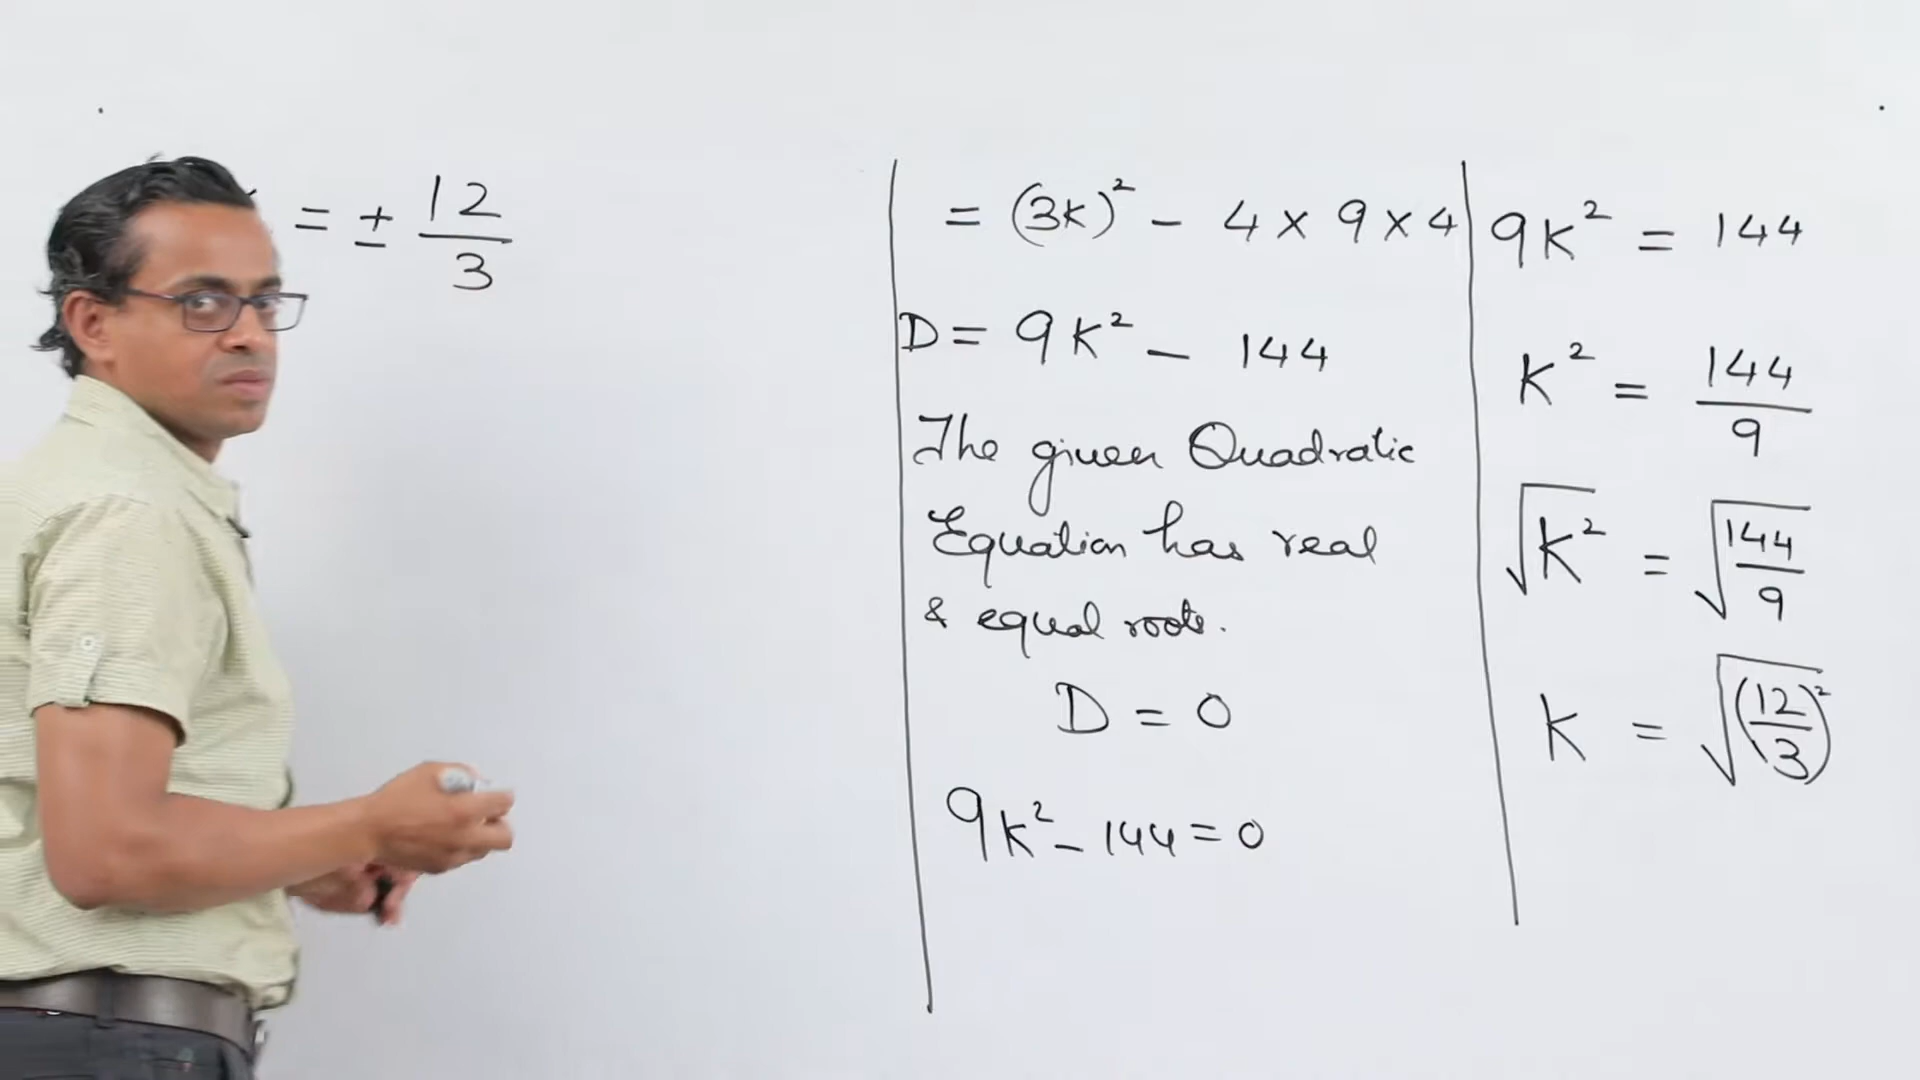 = ± 12/3
= (3K)² - 4 × 9 × 4
D = 9K² - 144
The given Quadratic
Equation has real
& equal roots.
D = 0
9K² - 144 = 0
9K² = 144
K² = 144/9
√K² = √144/9
K = √(12/3)²